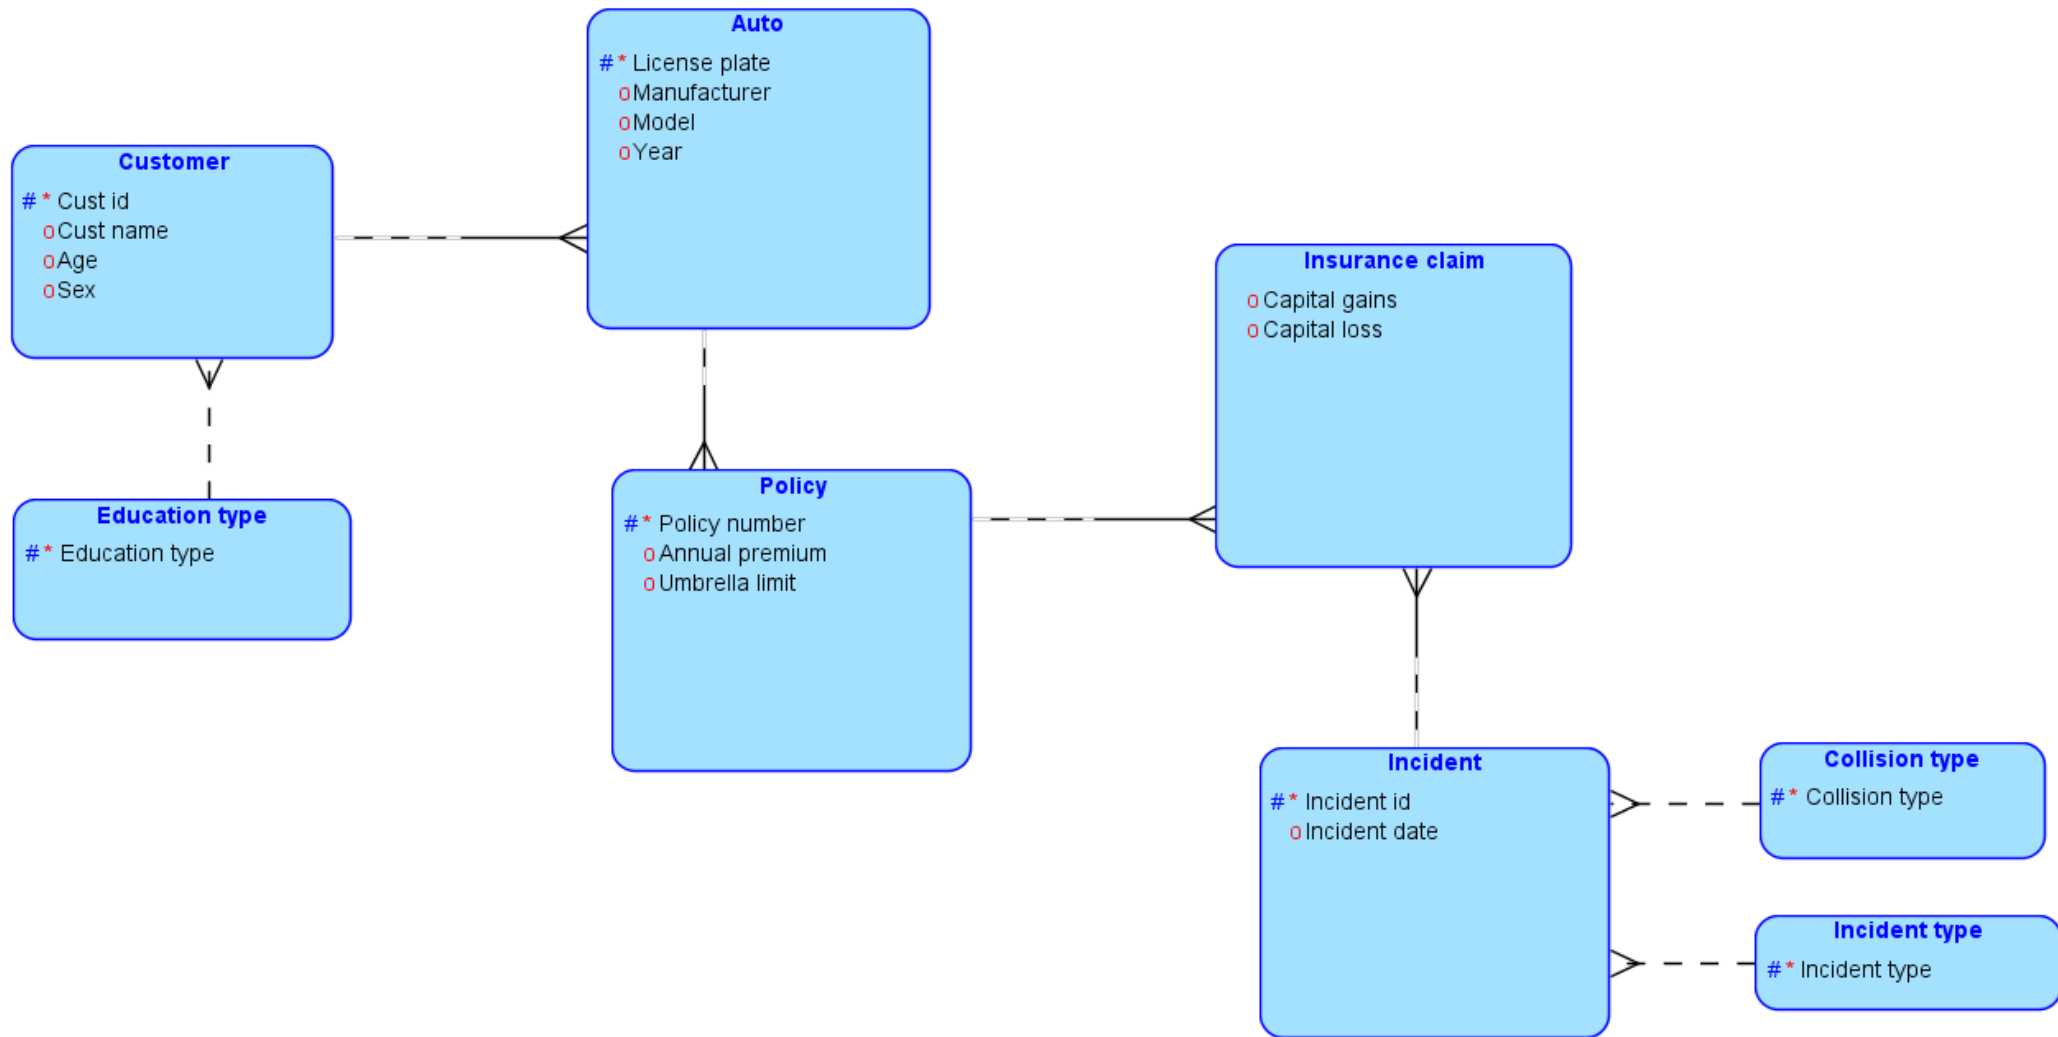 Auto
#* License plate
o Manufacturer
o Model
o Year
Customer
#* Cust id
o Cust name
o Age
o Sex
Insurance claim
o Capital gains
o Capital loss
Education type
#* Education type
Policy
#* Policy number
o Annual premium
o Umbrella limit
Incident
#* Incident id
o Incident date
Collision type
#* Collision type
Incident type
#* Incident type